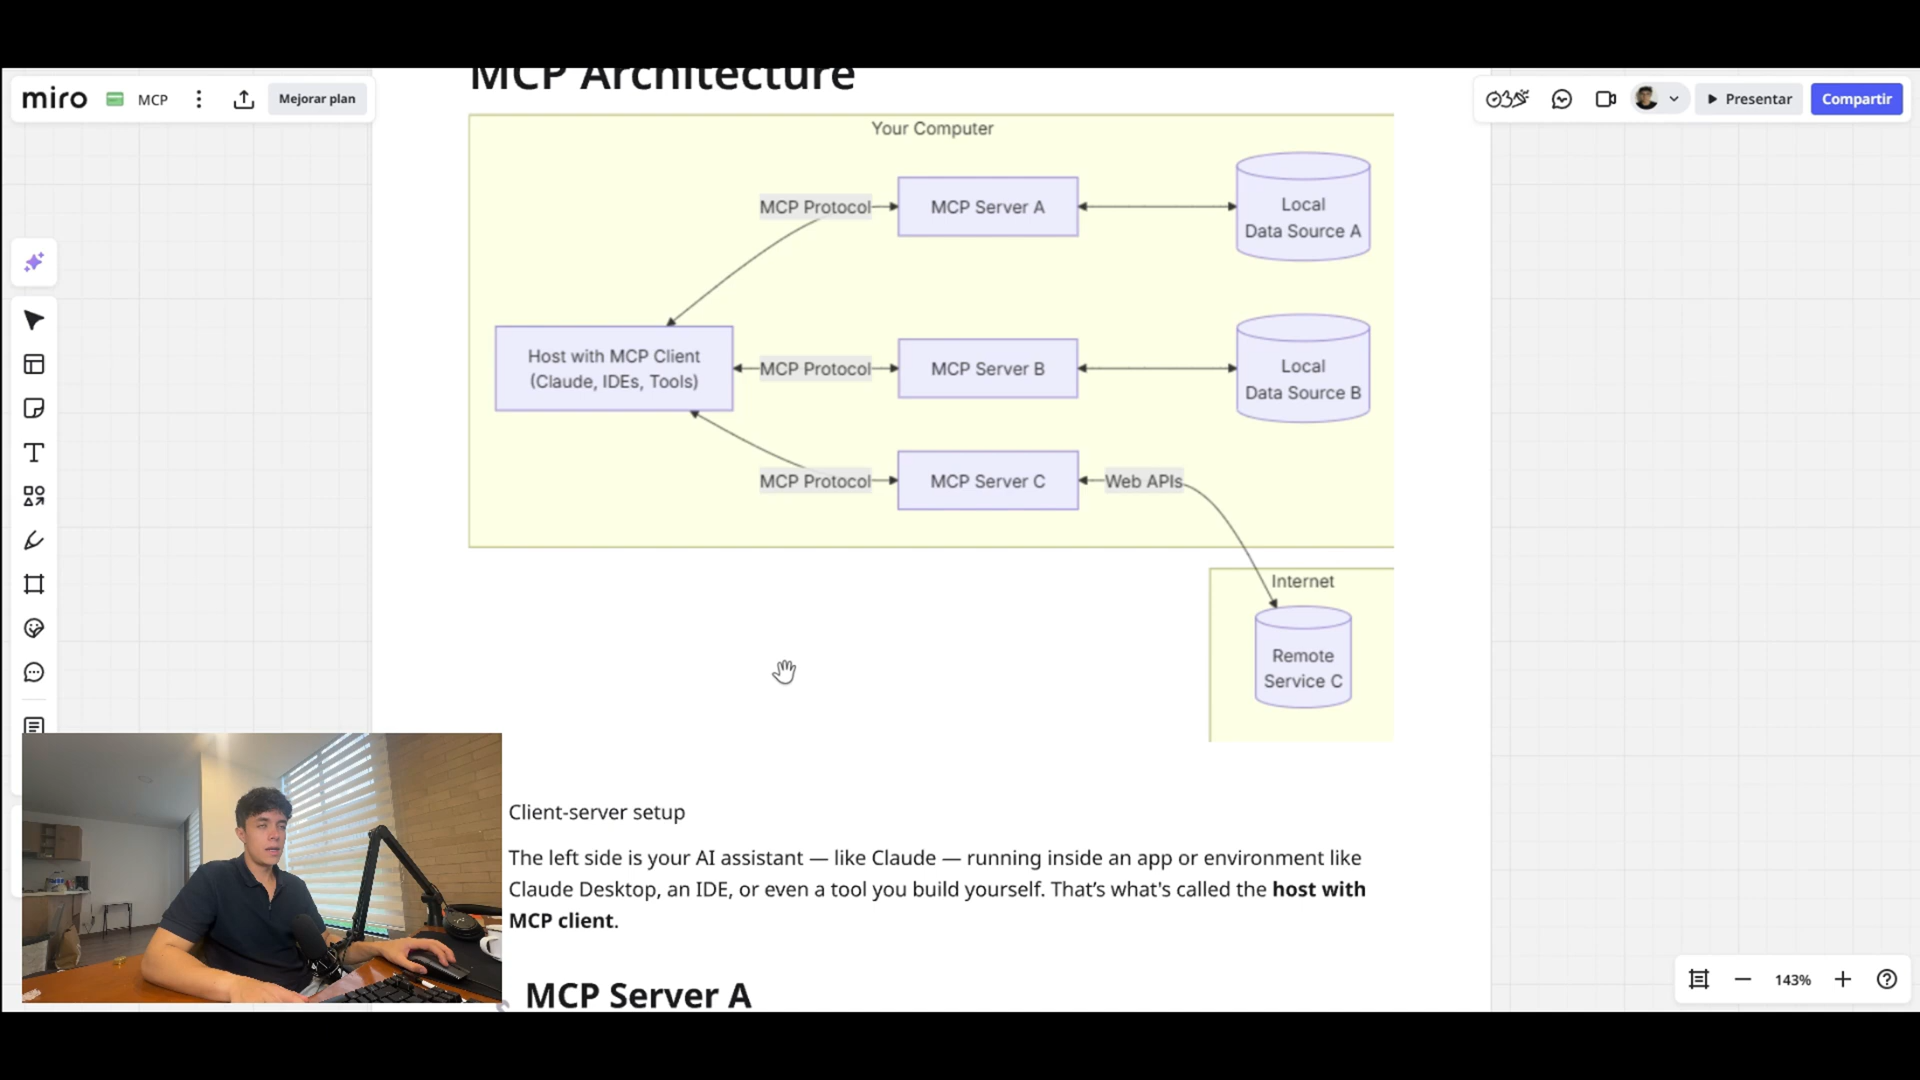 MCP Architecture
miro
MCP
Mejorar plan
Presentar
Compartir
Your Computer
MCP Protocol
MCP Server A
Local
Data Source A
Host with MCP Client
(Claude, IDEs, Tools)
MCP Protocol
MCP Server B
Local
Data Source B
MCP Protocol
MCP Server C
Web APIs
Internet
Remote
Service C
Client-server setup
The left side is your AI assistant — like Claude — running inside an app or environment like
Claude Desktop, an IDE, or even a tool you build yourself. That's what's called the host with
MCP client.
MCP Server A
143%